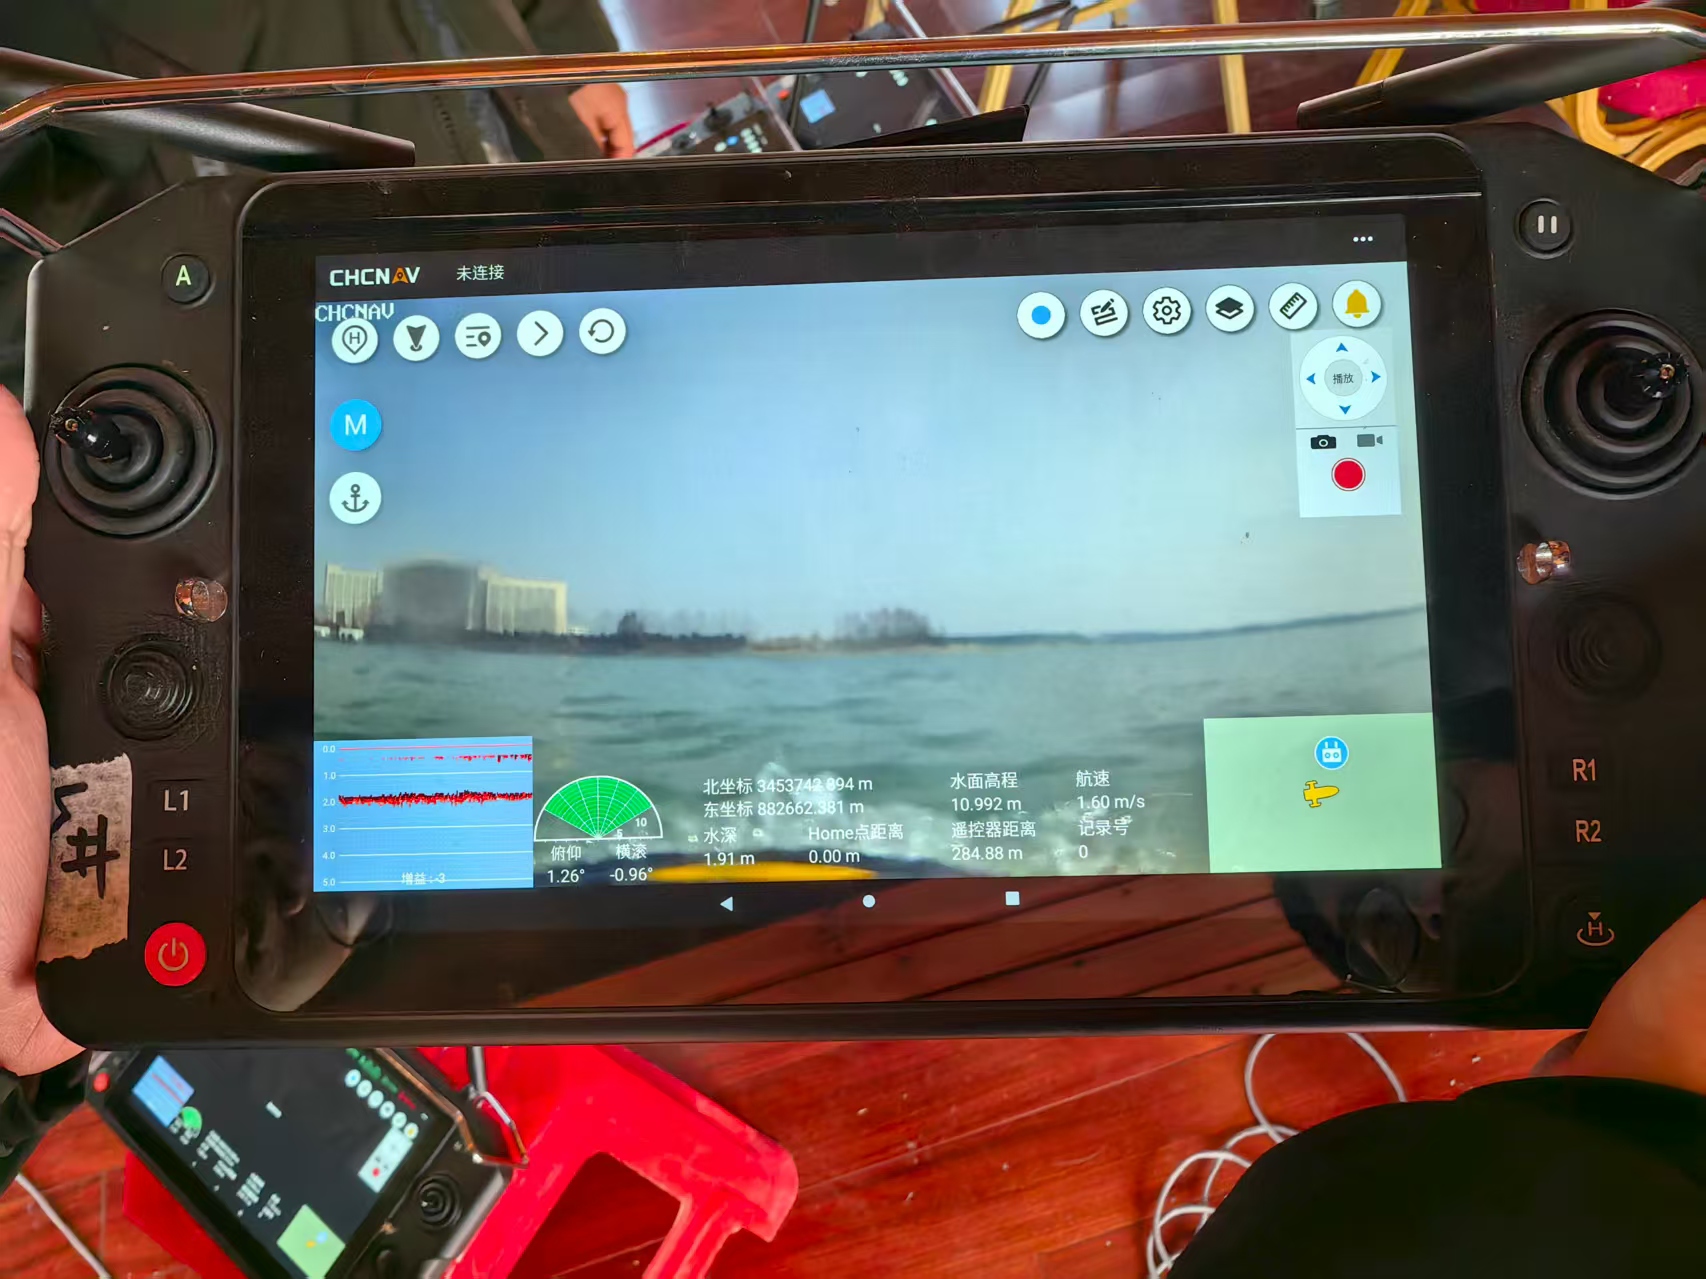 CHCNAV 未连接
CHCNAV
H
M
播放
A
0.0
1.0
2.0
3.0
4.0
5.0
增益:-3
5 10
俯仰 横滚
1.26° -0.96°
北坐标 3453742.894 m
东坐标 882662.381 m
水深 Home点距离
1.91 m 0.00 m
水面高程 航速
10.992 m 1.60 m/s
遥控器距离 记录号
284.88 m 0
L1
L2
R1
R2
H
#